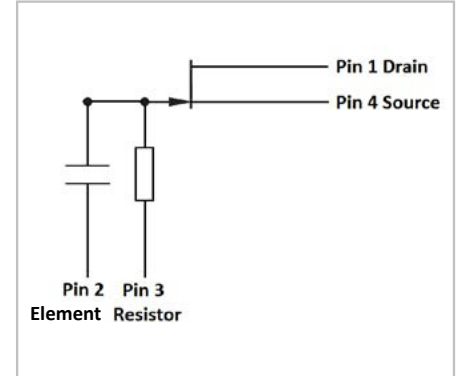 Pin 1 Drain
Pin 4 Source
Pin 2 Pin 3
Element Resistor